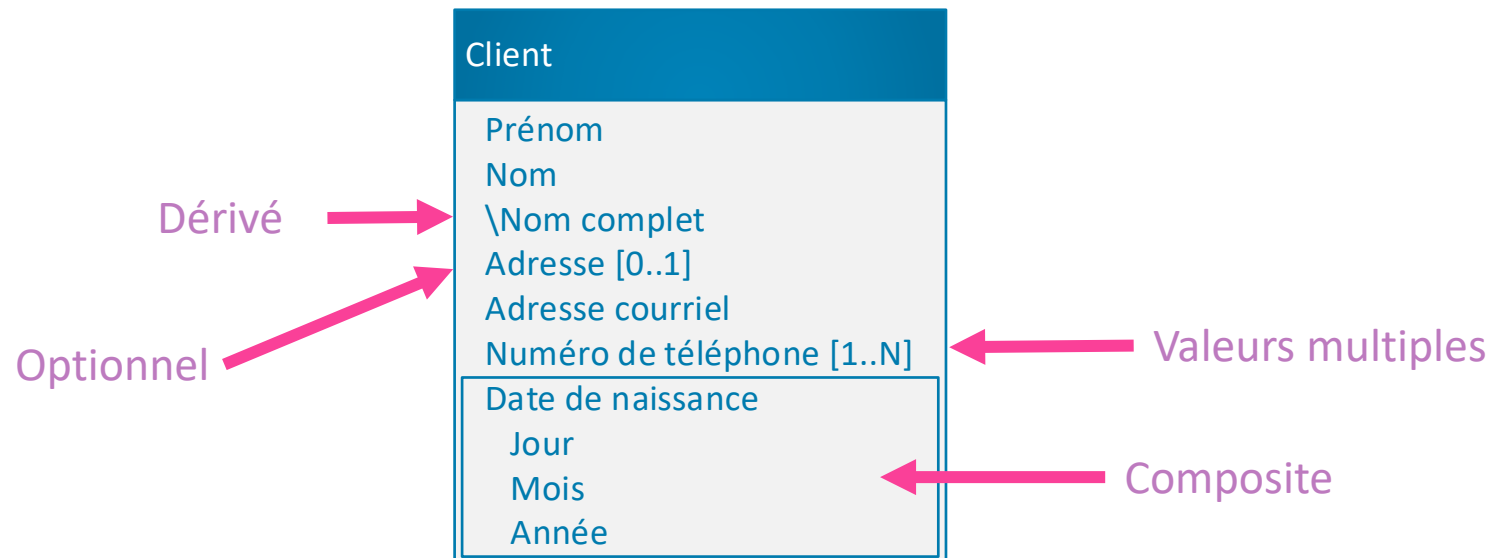 Client
Prénom
Nom
Dérivé
\Nom complet
Adresse [0..1]
Adresse courriel
Optionnel
Numéro de téléphone [1..N]
Valeurs multiples
Date de naissance
Jour
Composite
Mois
Année